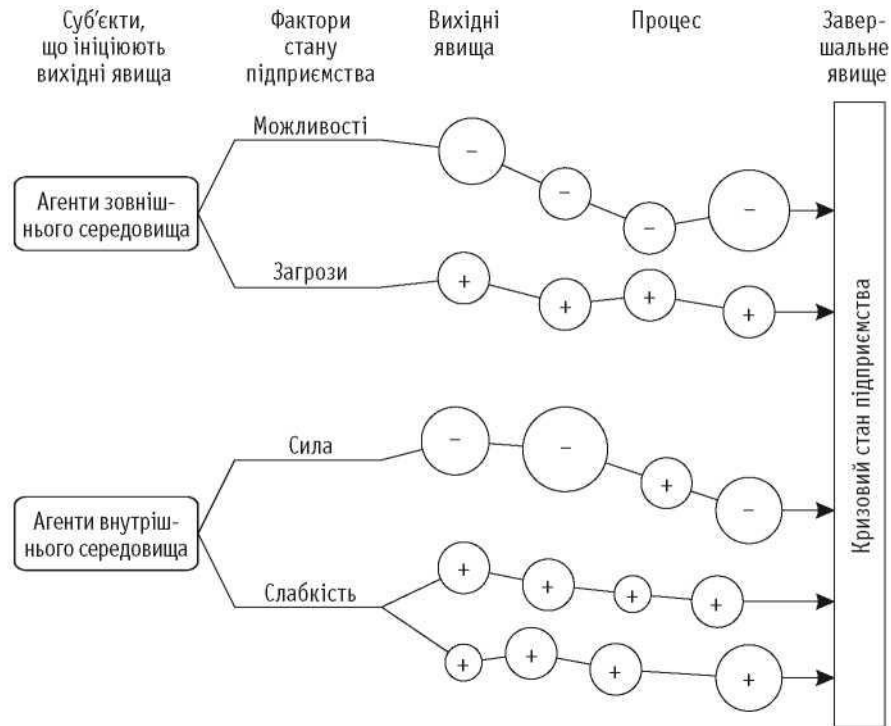 Суб’єкти,
що ініціюють
вихідні явища
Фактори
стану
підприємства
Вихідні
явища
Процес
Завер-
шальне
явище
Можливості
− − − −
Агенти зовніш-
нього середовища
Загрози
+ + + +
Сила
− − + −
Агенти внутріш-
нього середовища
Слабкість
+ + + +
+ + + +
Кризовий стан підприємства